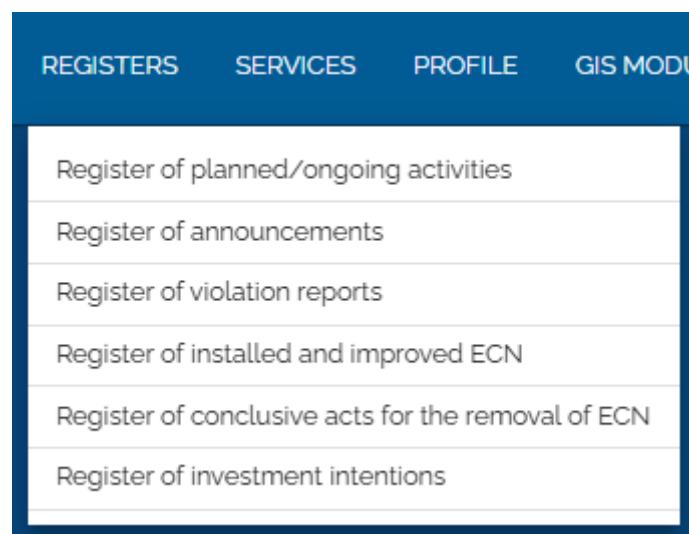 REGISTERS SERVICES PROFILE GIS
Register of planned/ongoing activities
Register of announcements
Register of violation reports
Register of installed and improved ECN
Register of conclusive acts for the removal of ECN
Register of investment intentions